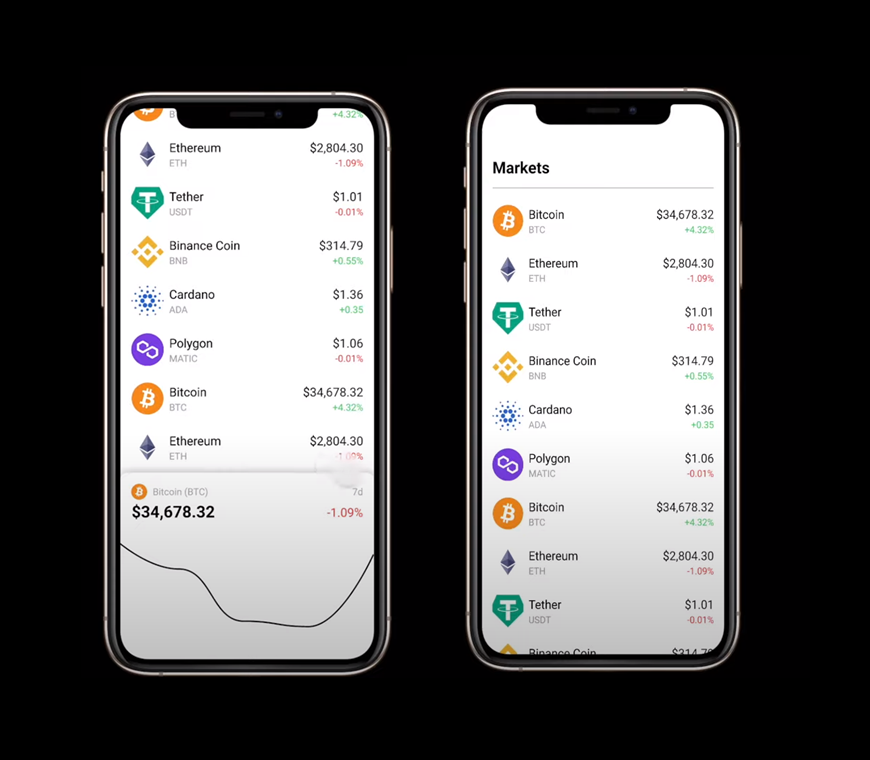 B
+4.32%
Ethereum $2,804.30
ETH -1.09%
Tether $1.01
USDT -0.01%
Binance Coin $314.79
BNB +0.55%
Cardano $1.36
ADA +0.35
Polygon $1.06
MATIC -0.01%
Bitcoin $34,678.32
BTC +4.32%
Ethereum $2,804.30
ETH -1.09%
Bitcoin (BTC) 7d
$34,678.32 -1.09%
Markets
Bitcoin $34,678.32
BTC +4.32%
Ethereum $2,804.30
ETH -1.09%
Tether $1.01
USDT -0.01%
Binance Coin $314.79
BNB +0.55%
Cardano $1.36
ADA +0.35
Polygon $1.06
MATIC -0.01%
Bitcoin $34,678.32
BTC +4.32%
Ethereum $2,804.30
ETH -1.09%
Tether $1.01
USDT -0.01%
Binance Coin $314.79